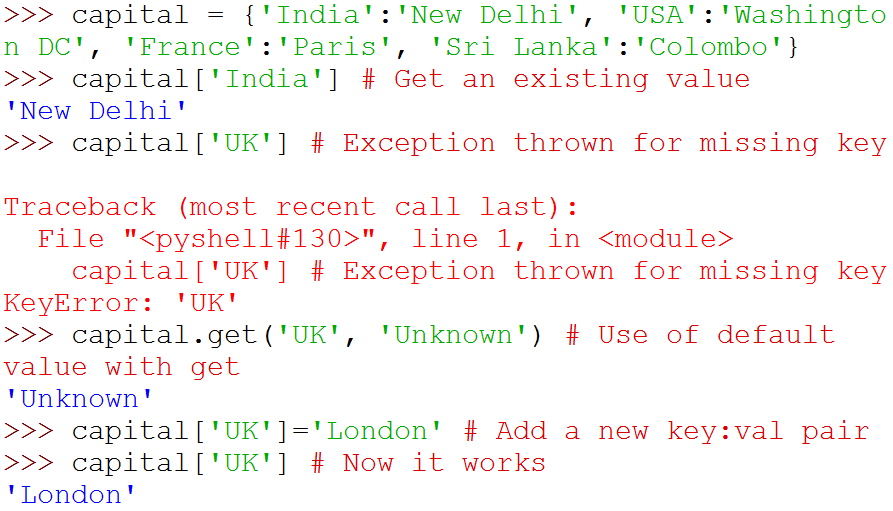 >>> capital = {'India':'New Delhi', 'USA':'Washingto
n DC', 'France':'Paris', 'Sri Lanka':'Colombo'}
>>> capital['India'] # Get an existing value
'New Delhi'
>>> capital['UK'] # Exception thrown for missing key

Traceback (most recent call last):
  File "<pyshell#130>", line 1, in <module>
    capital['UK'] # Exception thrown for missing key
KeyError: 'UK'
>>> capital.get('UK', 'Unknown') # Use of default
value with get
'Unknown'
>>> capital['UK']='London' # Add a new key:val pair
>>> capital['UK'] # Now it works
'London'